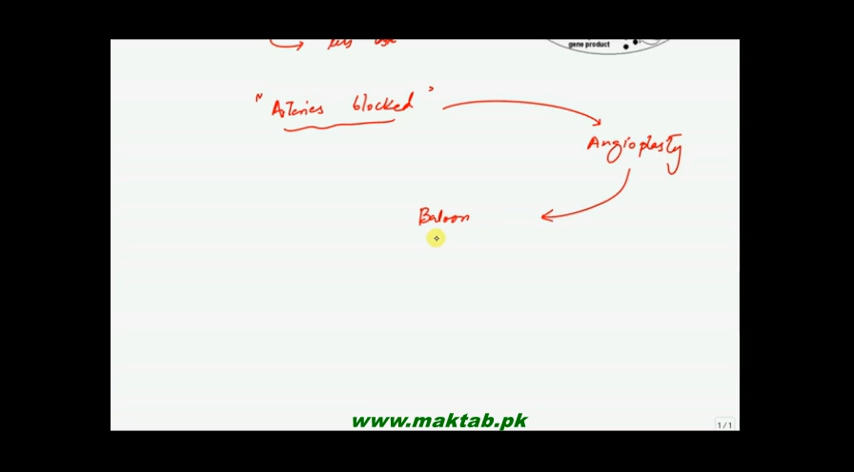 gene product
"Arteries blocked"
Angioplasty
Baloon
www.maktab.pk
1/1